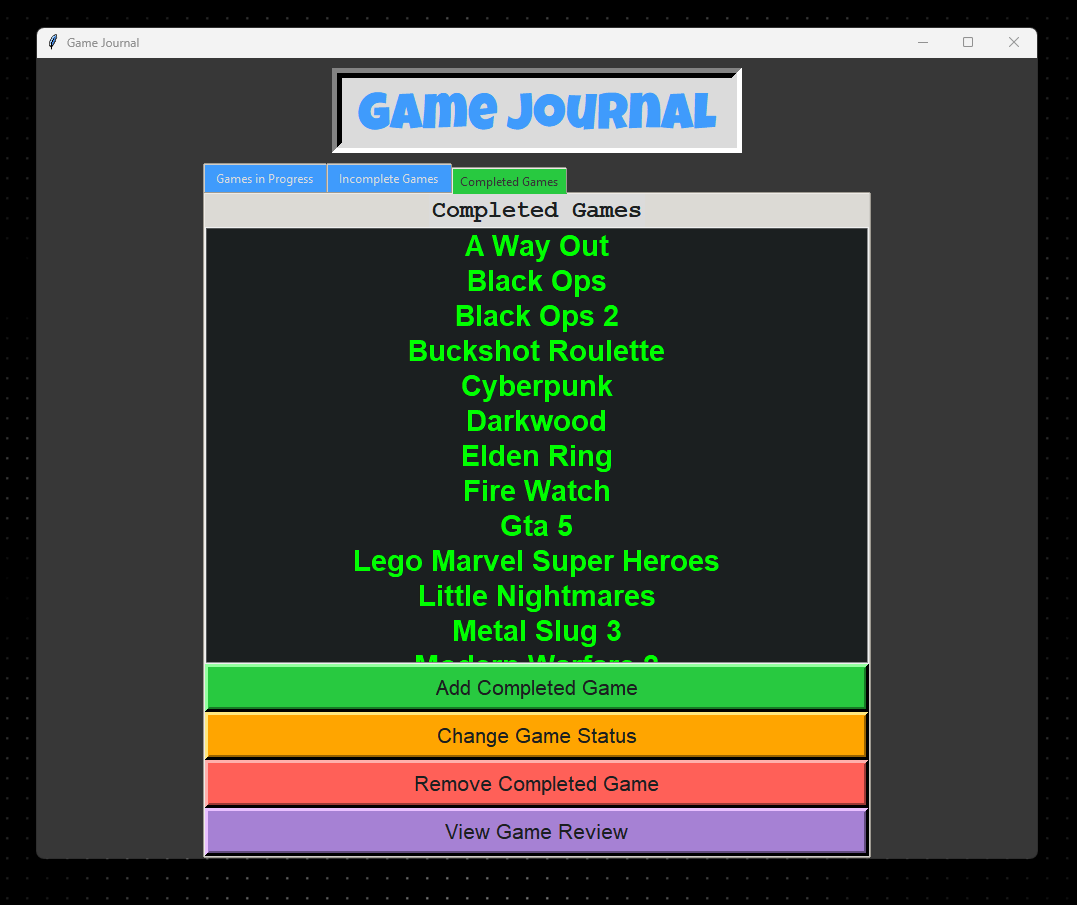 Game Journal
GAME JOURNAL
Games in Progress
Incomplete Games
Completed Games
Completed Games
A Way Out
Black Ops
Black Ops 2
Buckshot Roulette
Cyberpunk
Darkwood
Elden Ring
Fire Watch
Gta 5
Lego Marvel Super Heroes
Little Nightmares
Metal Slug 3
Modern Warfare
Add Completed Game
Change Game Status
Remove Completed Game
View Game Review